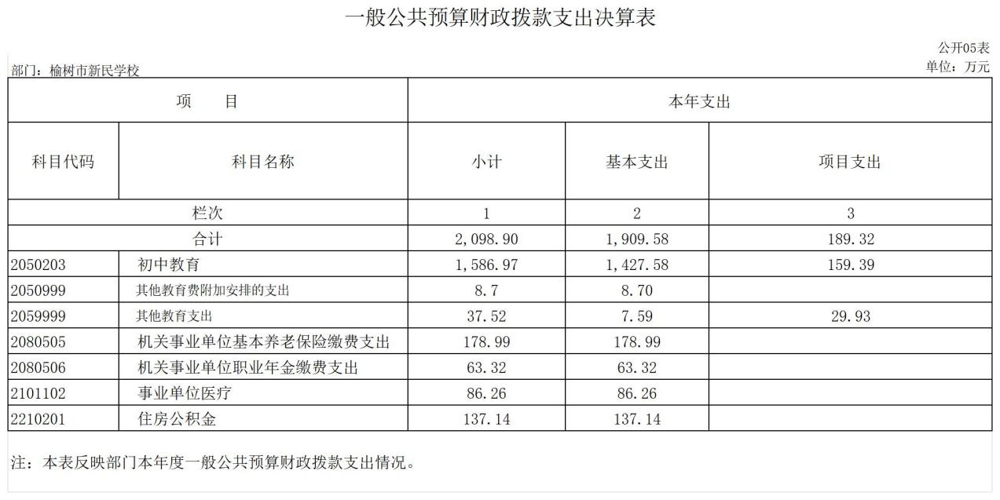 一般公共预算财政拨款支出决算表
公开05表
部门：榆树市新民学校 单位：万元
项 目 本年支出
科目代码 科目名称 小计 基本支出 项目支出
栏次 1 2 3
合计 2,098.90 1,909.58 189.32
2050203 初中教育 1,586.97 1,427.58 159.39
2050999 其他教育费附加安排的支出 8.7 8.70
2059999 其他教育支出 37.52 7.59 29.93
2080505 机关事业单位基本养老保险缴费支出 178.99 178.99
2080506 机关事业单位职业年金缴费支出 63.32 63.32
2101102 事业单位医疗 86.26 86.26
2210201 住房公积金 137.14 137.14
注：本表反映部门本年度一般公共预算财政拨款支出情况。